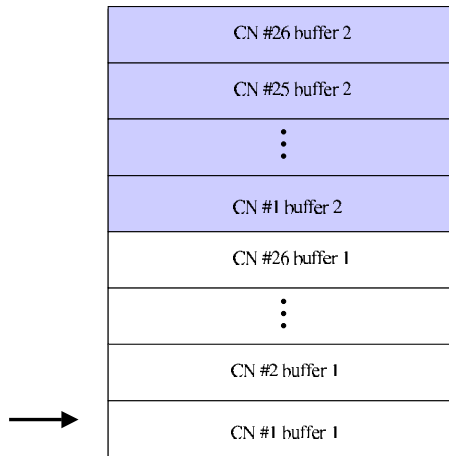 CN #26 buffer 2
CN #25 buffer 2
CN #1 buffer 2
CN #26 buffer 1
CN #2 buffer 1
CN #1 buffer 1